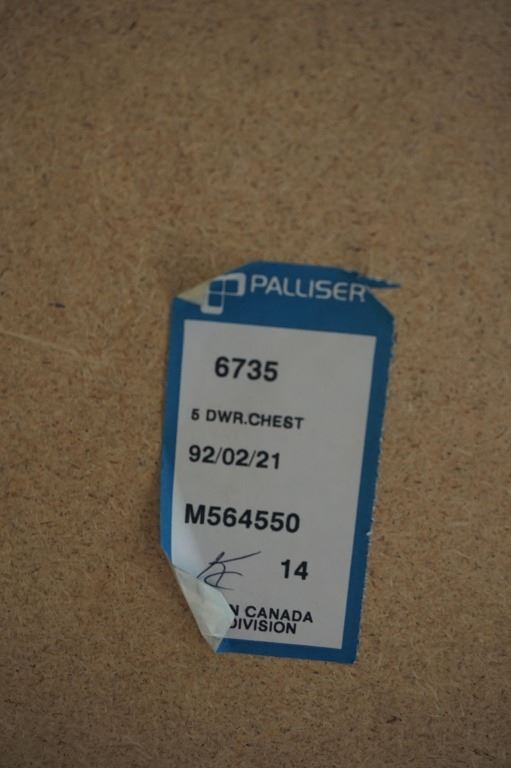 PALLISER
6735
5 DWR.CHEST
92/02/21
M564550
14
N CANADA
DIVISION